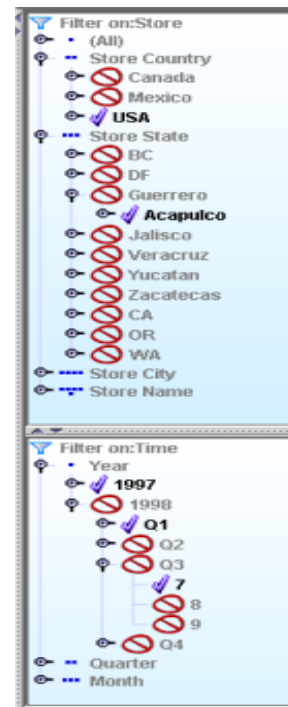 Filter on:Store
(All)
Store Country
Canada
Mexico
USA
Store State
BC
DF
Guerrero
Acapulco
Jalisco
Veracruz
Yucatan
Zacatecas
CA
OR
WA
Store City
Store Name
Filter on:Time
Year
1997
1998
Q1
Q2
Q3
7
8
9
Q4
Quarter
Month